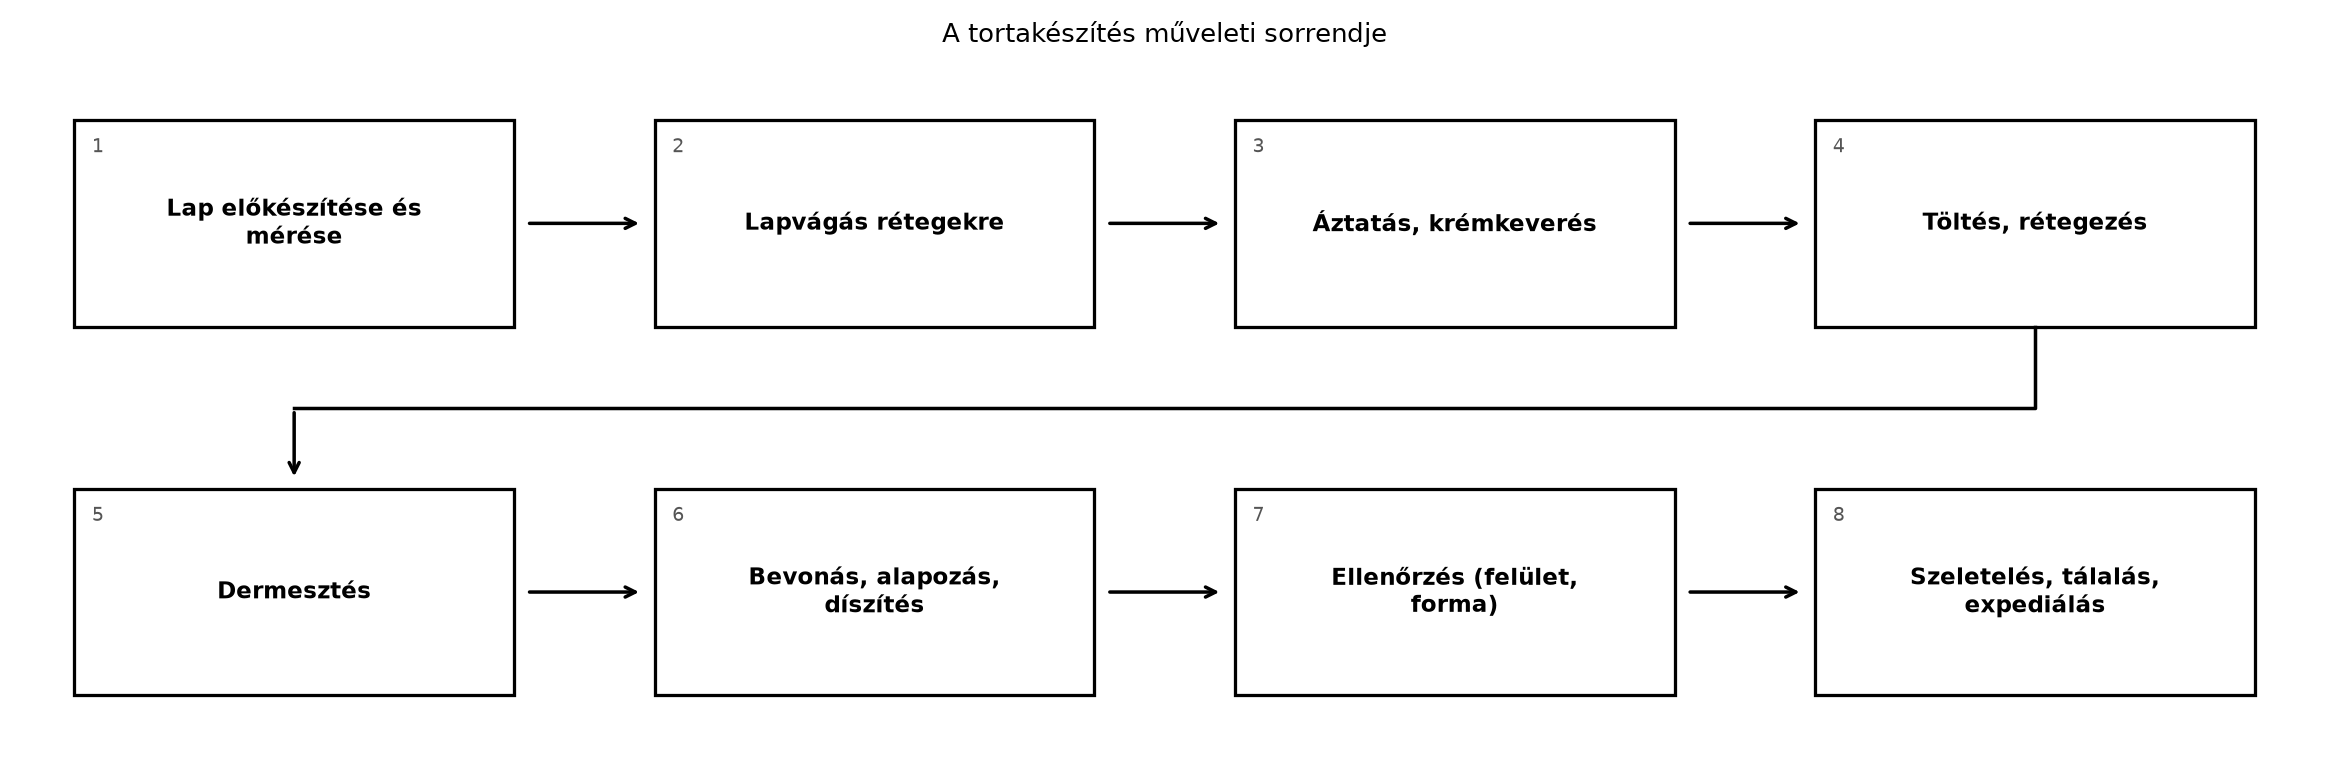 A tortakészítés műveleti sorrendje
1
Lap előkészítése és
mérése
2
Lapvágás rétegekre
3
Áztatás, krémkeverés
4
Töltés, rétegezés
5
Dermesztés
6
Bevonás, alapozás,
díszítés
7
Ellenőrzés (felület,
forma)
8
Szeletelés, tálalás,
expediálás